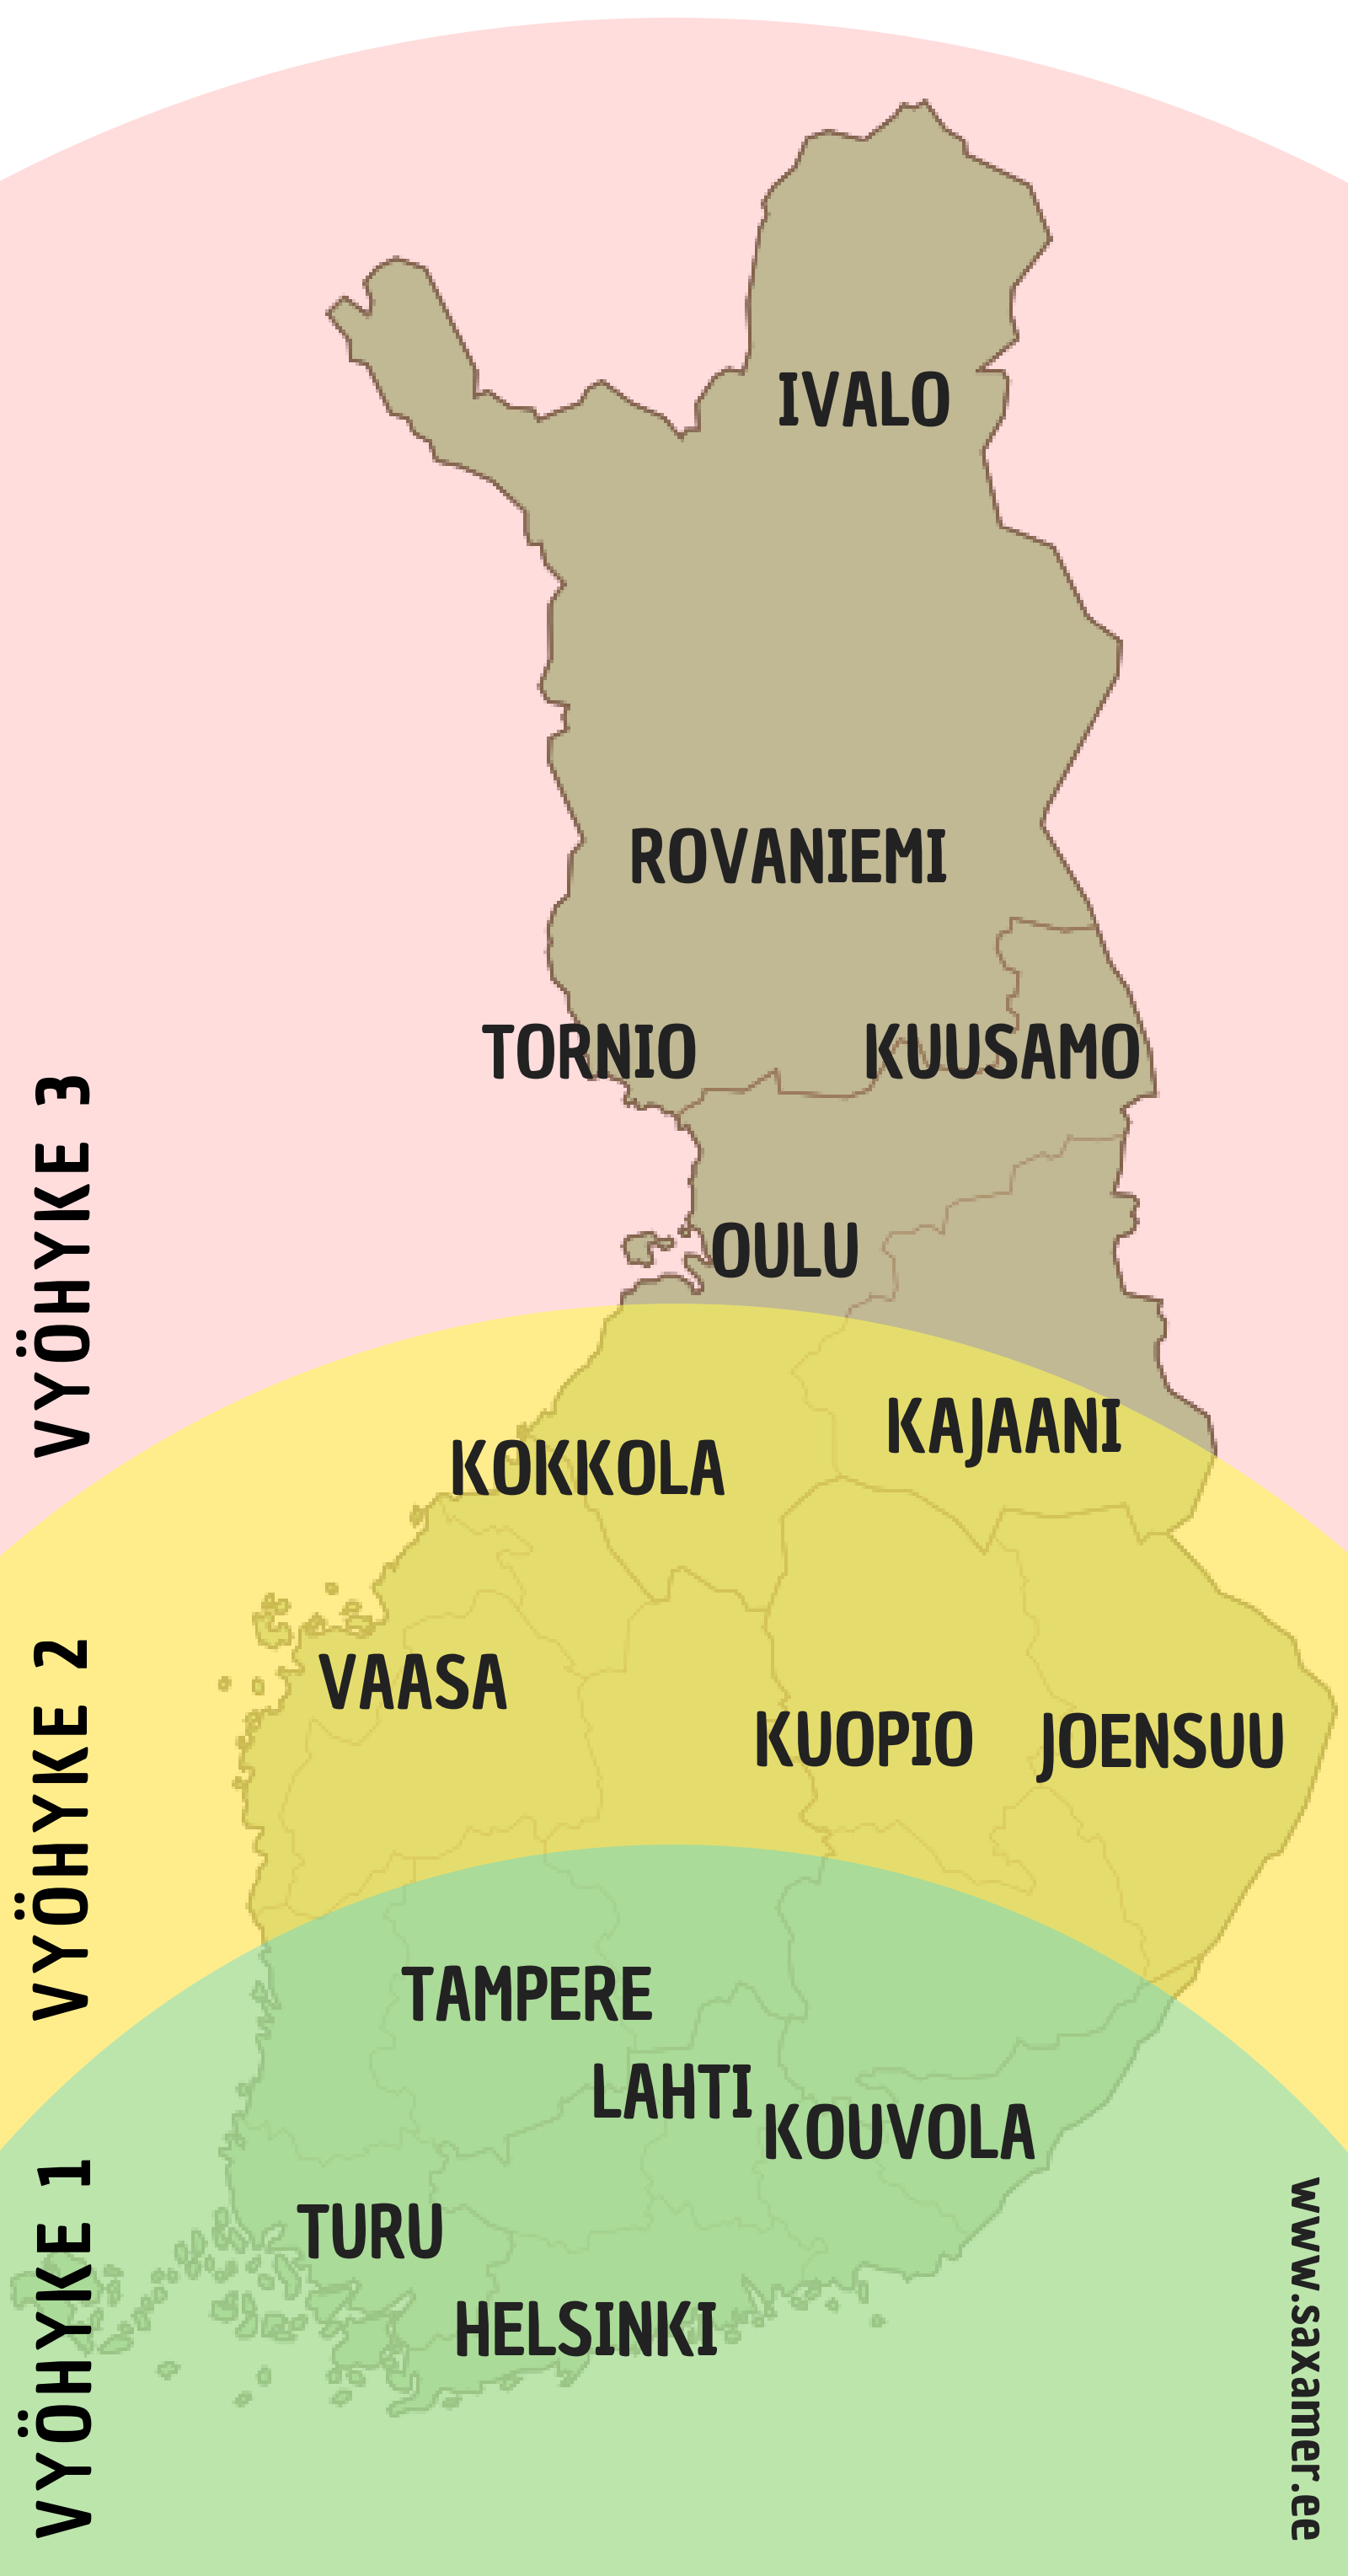 IVALO
ROVANIEMI
TORNIO
KUUSAMO
OULU
KAJAANI
KOKKOLA
VAASA
KUOPIO
JOENSUU
TAMPERE
LAHTI
KOUVOLA
TURU
HELSINKI
VYÖHYKE 3
VYÖHYKE 2
VYÖHYKE 1
www.saxamer.ee